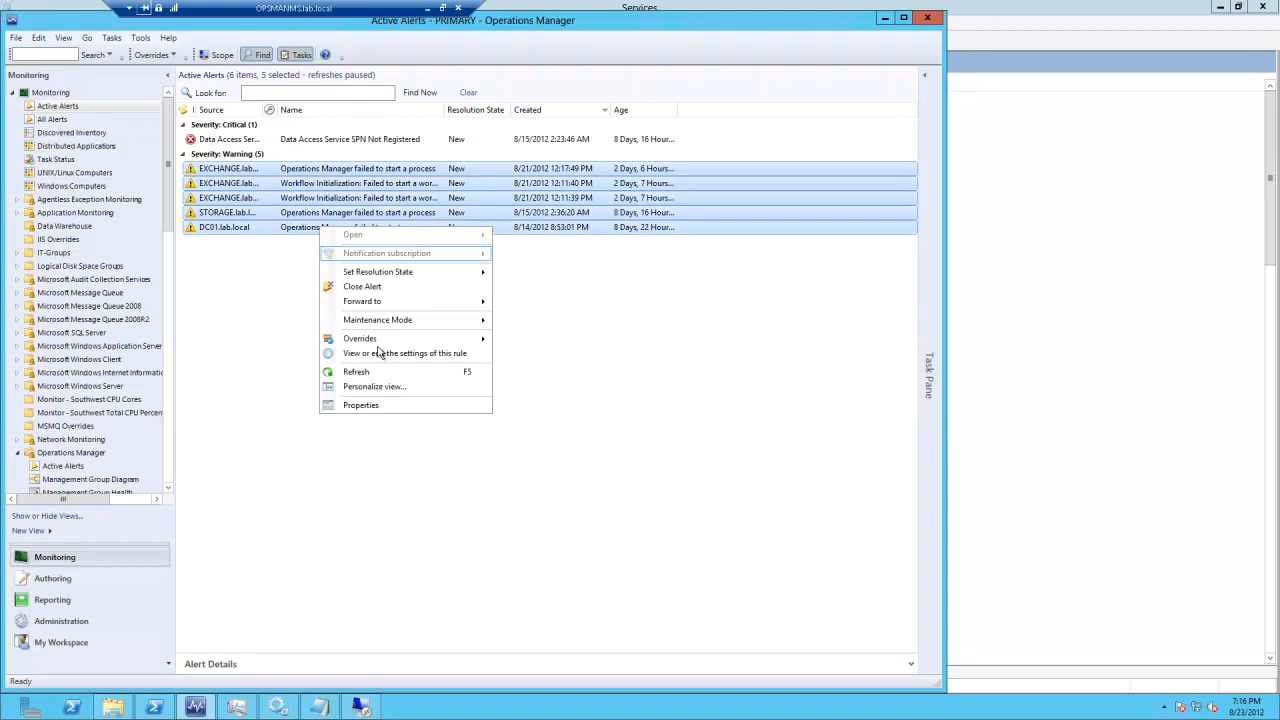 OPSMANMS.lab.local
Services
Active Alerts - PRIMARY - Operations Manager
File Edit View Go Tasks Tools Help
Search Overrides Scope Find Tasks
Monitoring
Active Alerts (6 items, 5 selected - refreshes paused)
Look for: Find Now Clear
Source Name Resolution State Created Age
Severity: Critical (1)
Data Access Ser... Data Access Service SPN Not Registered New 8/15/2012 2:23:46 AM 8 Days, 16 Hour...
Severity: Warning (5)
EXCHANGE.lab... Operations Manager failed to start a process New 8/21/2012 12:17:49 PM 2 Days, 6 Hours...
EXCHANGE.lab... Workflow Initialization: Failed to start a wor... New 8/21/2012 12:11:40 PM 2 Days, 7 Hours...
EXCHANGE.lab... Workflow Initialization: Failed to start a wor... New 8/21/2012 12:11:39 PM 2 Days, 7 Hours...
STORAGE.lab.l... Operations Manager failed to start a process New 8/15/2012 2:36:20 AM 8 Days, 16 Hour...
DC01.lab.local Operations New 8/14/2012 8:53:01 PM 8 Days, 22 Hour...
Open
Notification subscription
Set Resolution State
Close Alert
Forward to
Maintenance Mode
Overrides
View or edit the settings of this rule
Refresh F5
Personalize view...
Properties
Monitoring
Active Alerts
All Alerts
Discovered Inventory
Distributed Applications
Task Status
UNIX/Linux Computers
Windows Computers
Agentless Exception Monitoring
Application Monitoring
Data Warehouse
IIS Overrides
IT-Groups
Logical Disk Space Groups
Microsoft Audit Collection Services
Microsoft Message Queue
Microsoft Message Queue 2008
Microsoft Message Queue 2008R2
Microsoft SQL Server
Microsoft Windows Application Server
Microsoft Windows Client
Microsoft Windows Internet Informatio
Microsoft Windows Server
Monitor - Southwest CPU Cores
Monitor - Southwest Total CPU Percen
MSMQ Overrides
Network Monitoring
Operations Manager
Active Alerts
Management Group Diagram
Management Group Health
Show or Hide Views...
New View
Monitoring
Authoring
Reporting
Administration
My Workspace
Task Pane
Alert Details
Ready
7:16 PM
8/23/2012